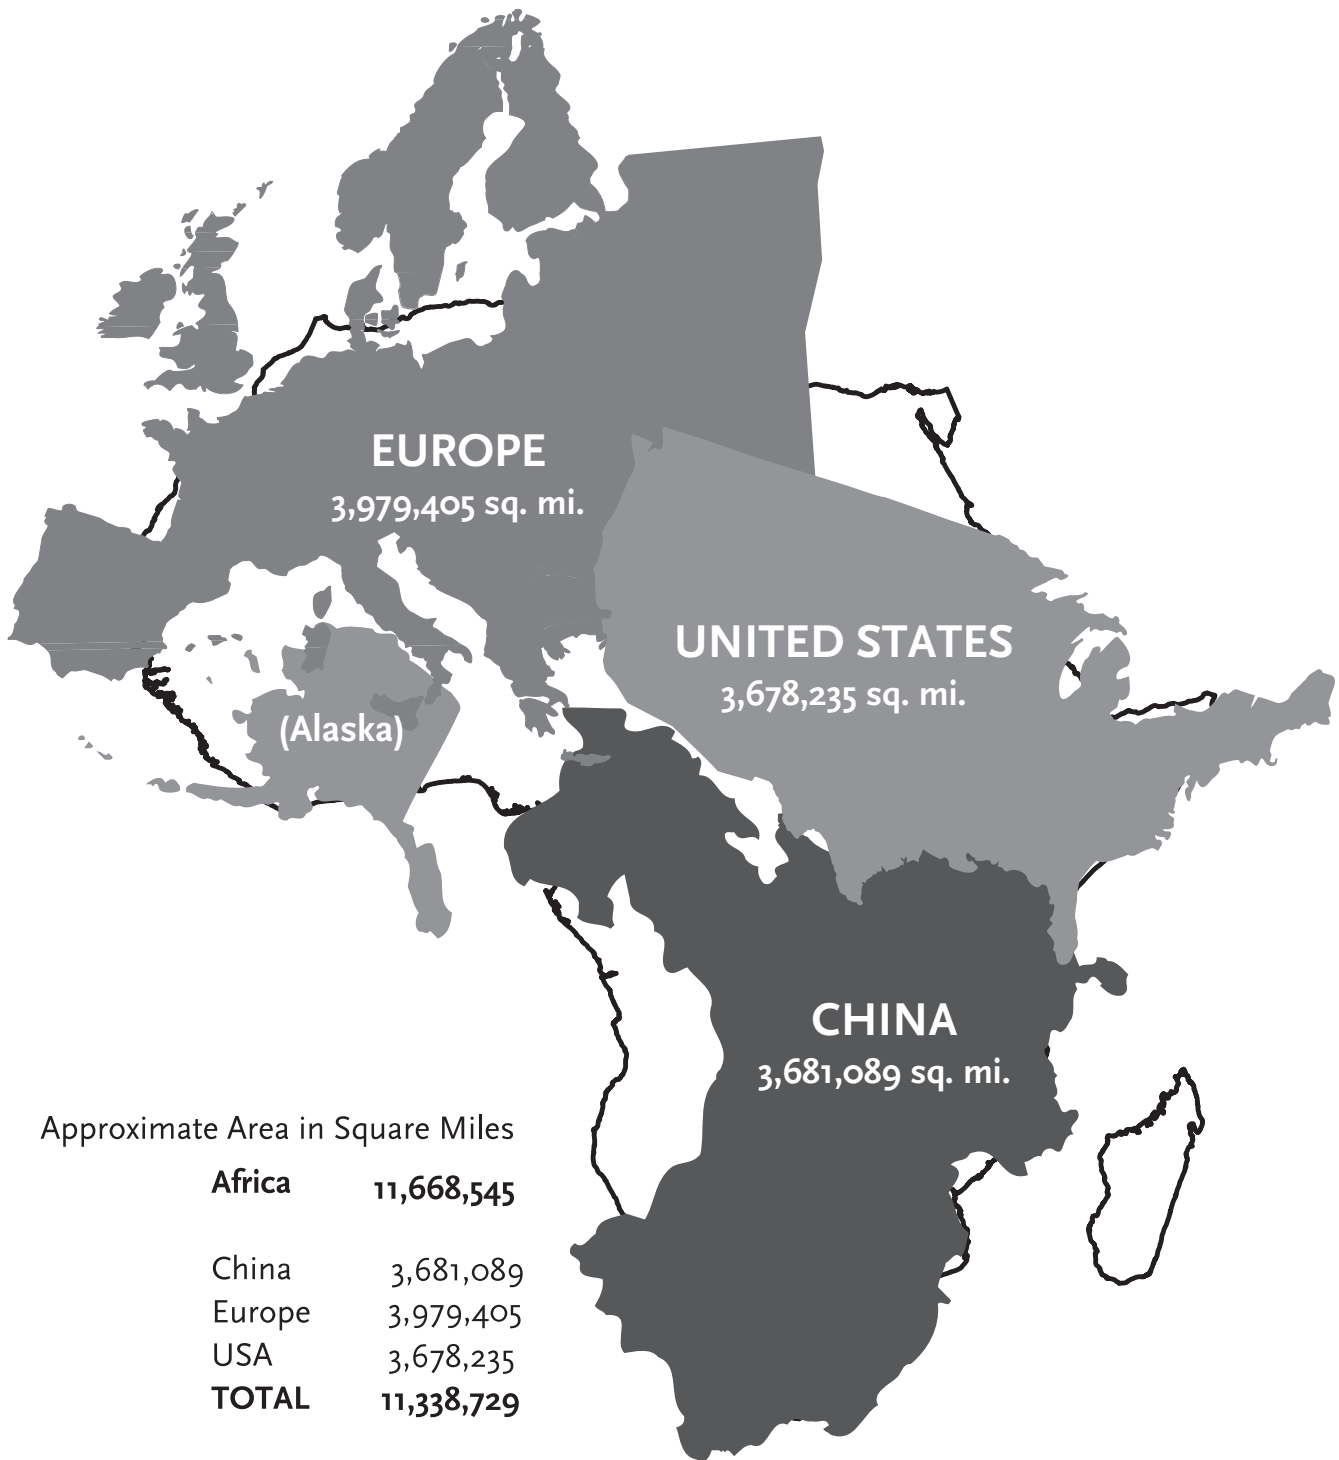 EUROPE
3,979,405 sq. mi.
UNITED STATES
3,678,235 sq. mi.
(Alaska)
CHINA
3,681,089 sq. mi.
Approximate Area in Square Miles
Africa 11,668,545
China 3,681,089
Europe 3,979,405
USA 3,678,235
TOTAL 11,338,729